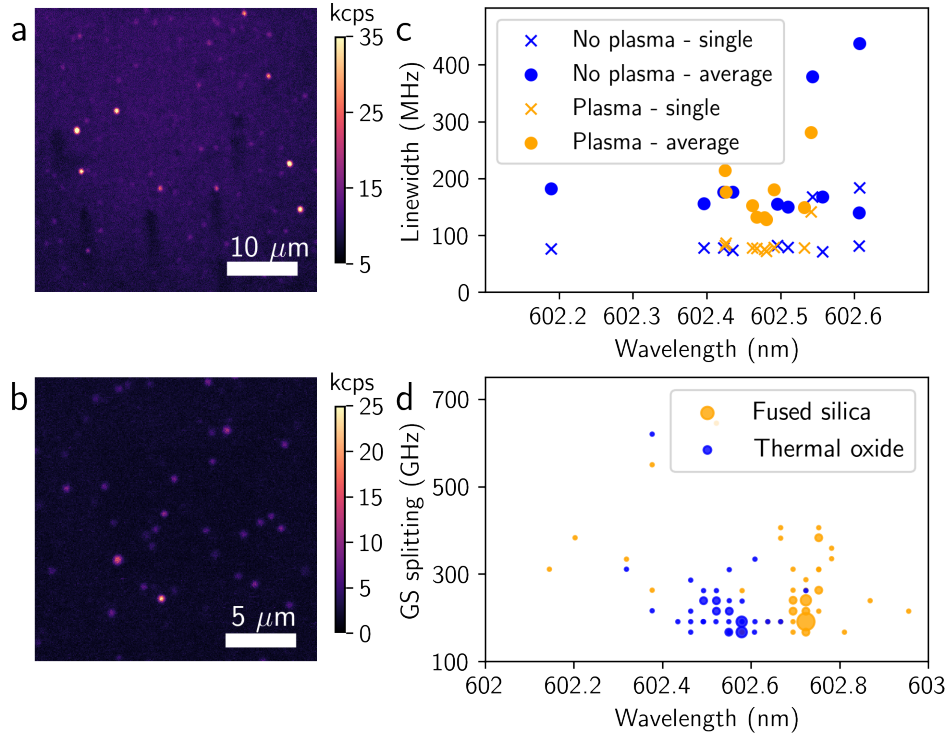 a
kcps
35
25
15
5
10 μm
c
No plasma - single
No plasma - average
Plasma - single
Plasma - average
400
300
200
100
0
Linewidth (MHz)
602.2 602.3 602.4 602.5 602.6
Wavelength (nm)
b
kcps
25
20
15
10
5
0
5 μm
d
Fused silica
Thermal oxide
700
500
300
100
GS splitting (GHz)
602 602.2 602.4 602.6 602.8 603
Wavelength (nm)